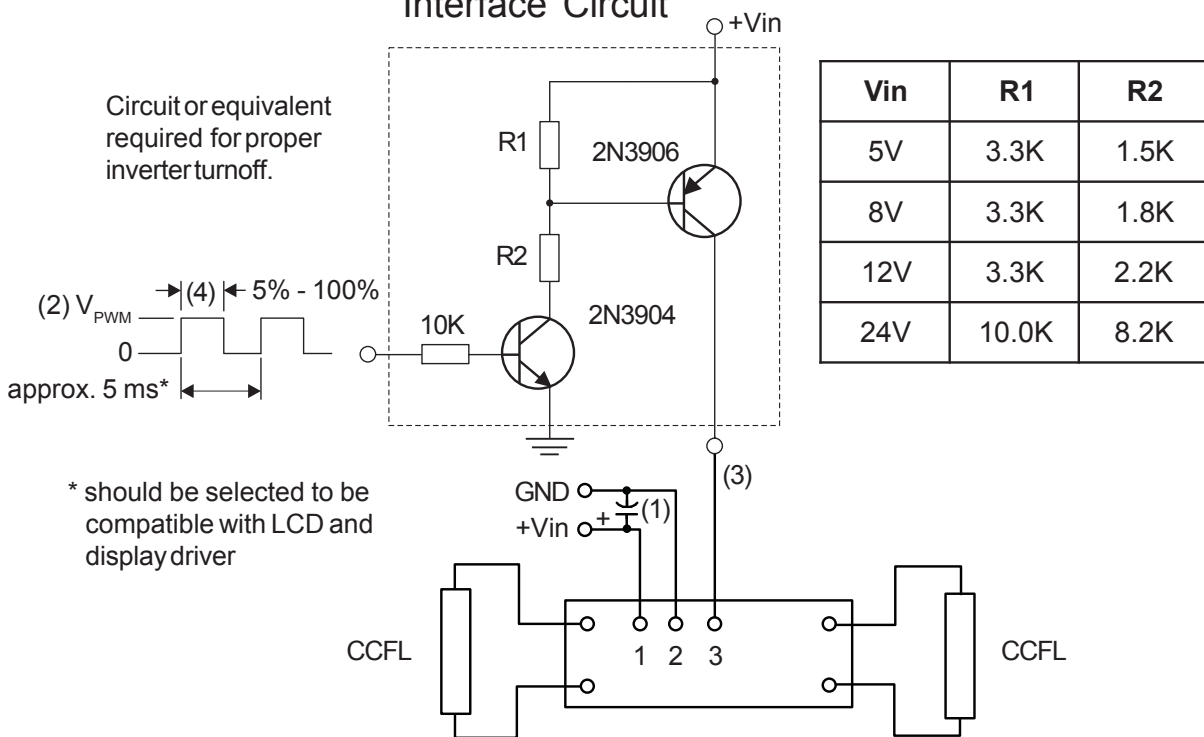 Interface Circuit
+Vin
Circuit or equivalent
required for proper
inverter turnoff.
R1
2N3906
R2
(2) VPWM
(4)
5% - 100%
0
10K
2N3904
approx. 5 ms*
Vin R1 R2
5V 3.3K 1.5K
8V 3.3K 1.8K
12V 3.3K 2.2K
24V 10.0K 8.2K
* should be selected to be
compatible with LCD and
display driver
GND
(1)
+Vin
+
(3)
CCFL
1 2 3
CCFL